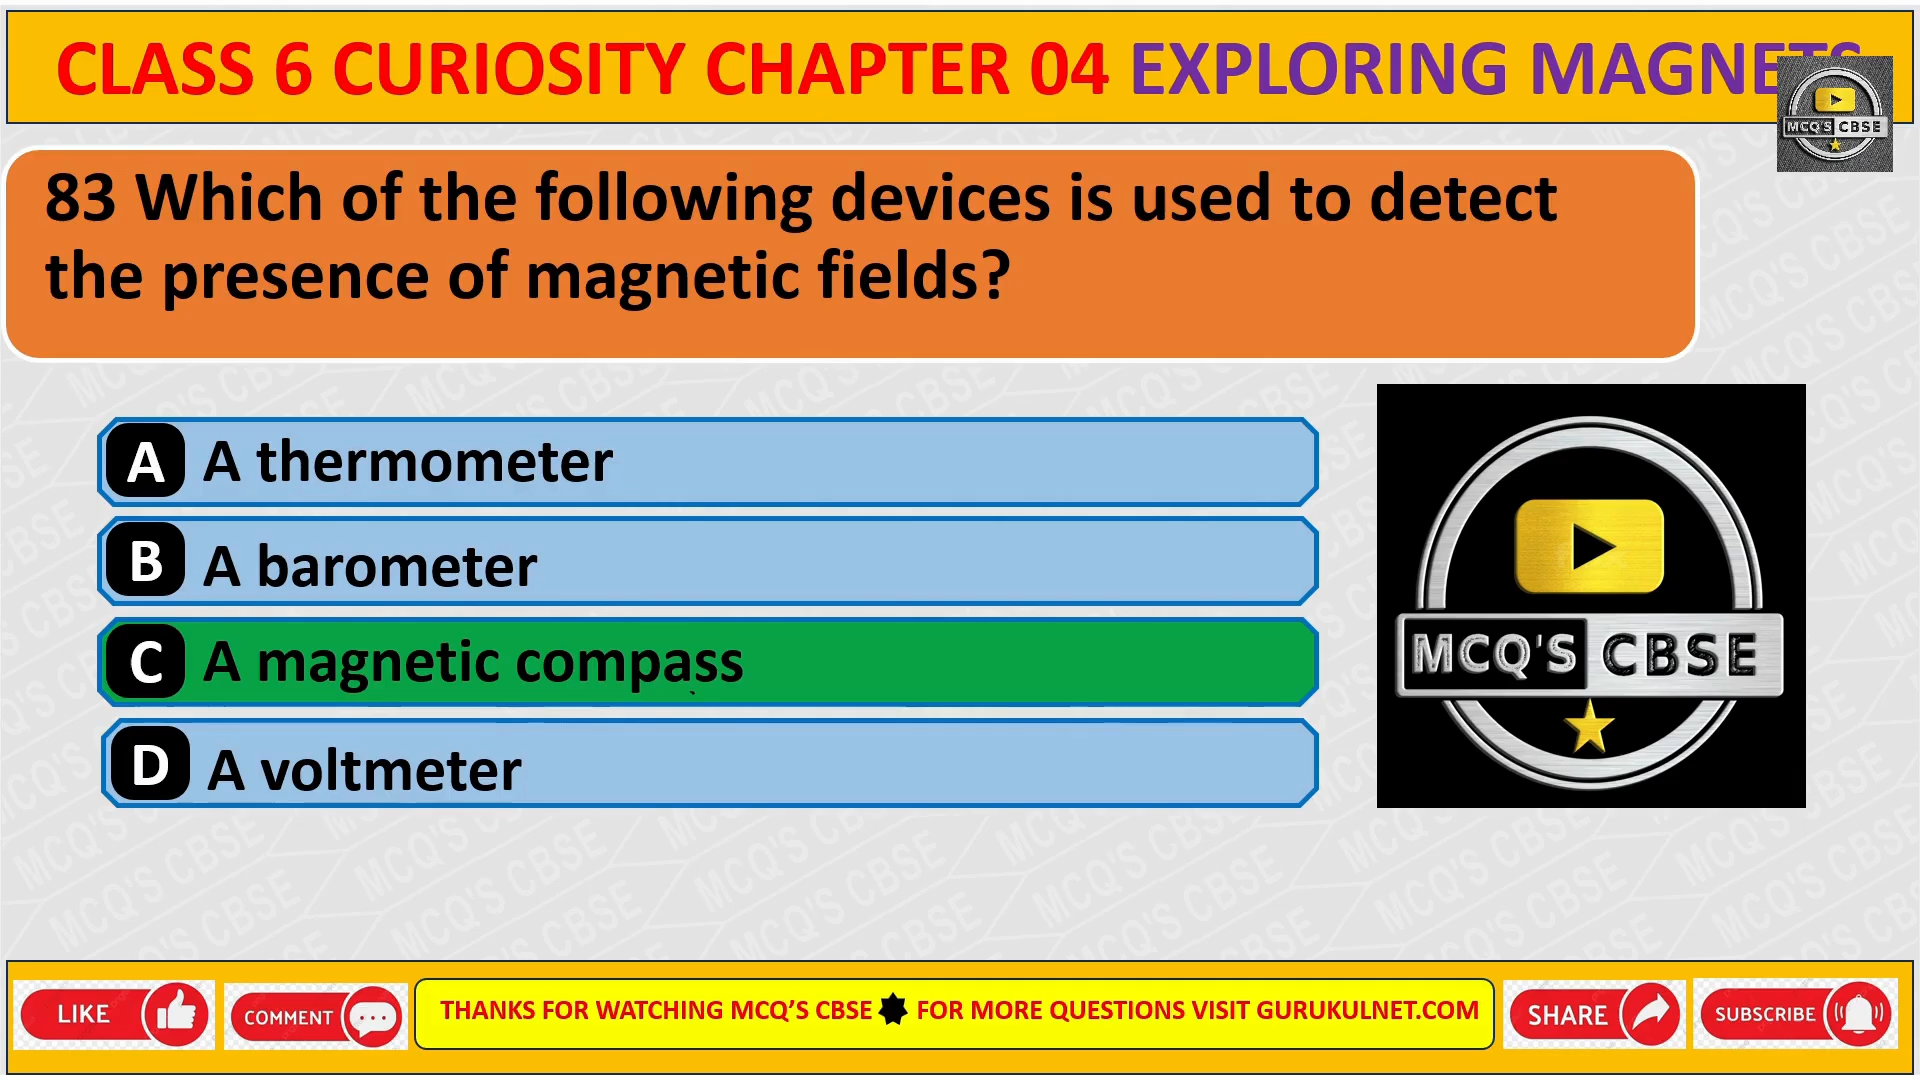 CLASS 6 CURIOSITY CHAPTER 04 EXPLORING MAGNETS
MCQ'S CBSE
83 Which of the following devices is used to detect
the presence of magnetic fields?
A A thermometer
B A barometer
C A magnetic compass
D A voltmeter
MCQ'S CBSE
LIKE
COMMENT
THANKS FOR WATCHING MCQ’S CBSE FOR MORE QUESTIONS VISIT GURUKULNET.COM
SHARE
SUBSCRIBE